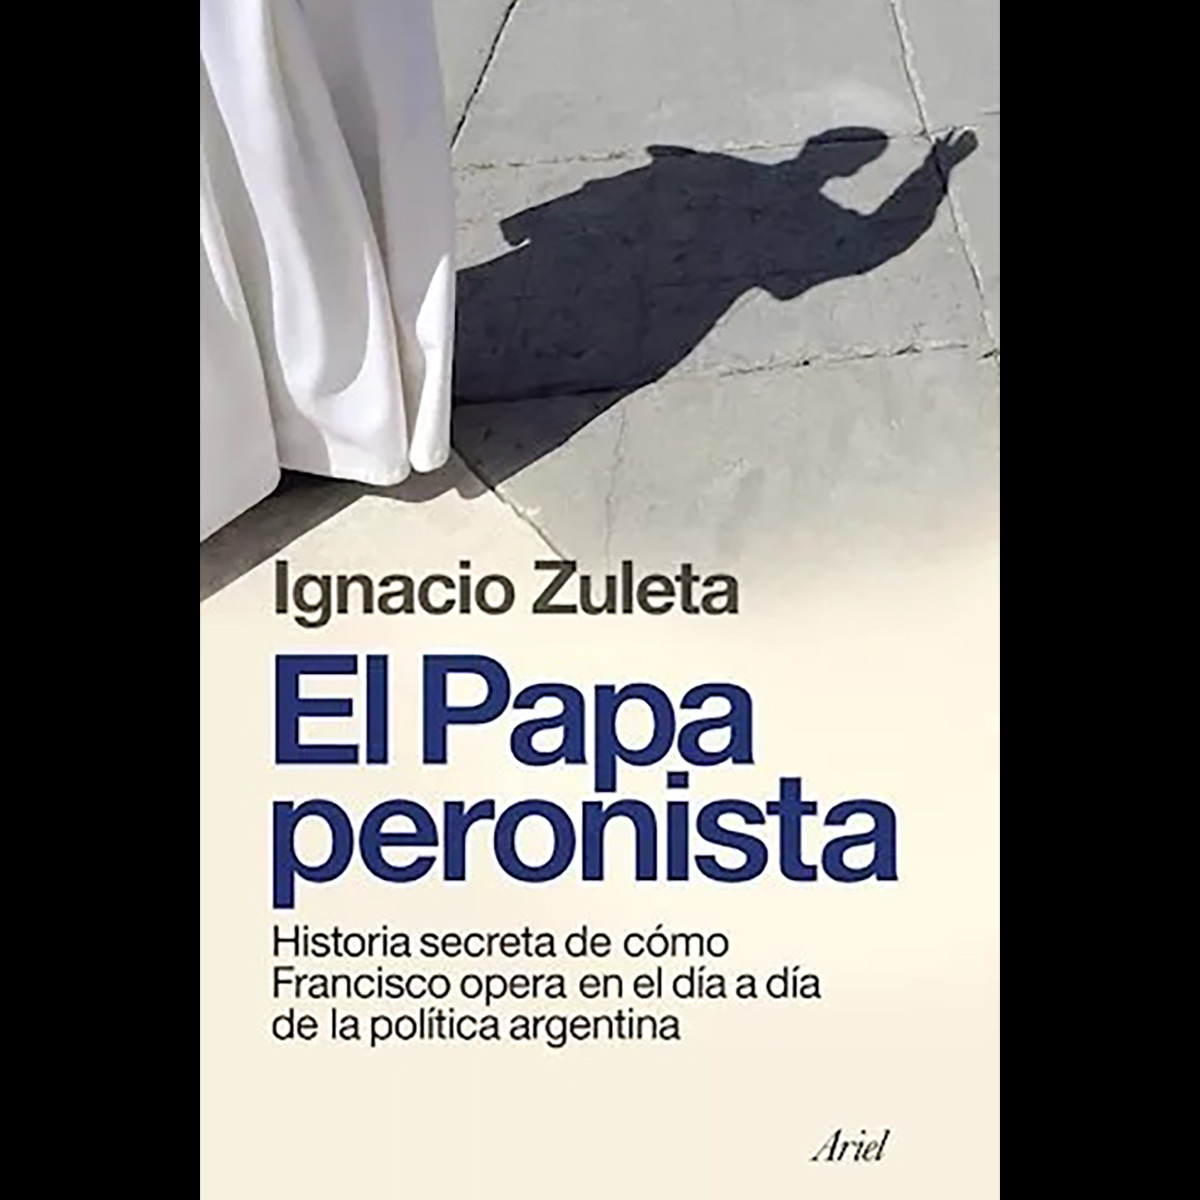 Ignacio Zuleta
El Papa
peronista
Historia secreta de cómo
Francisco opera en el día a día
de la política argentina
Ariel